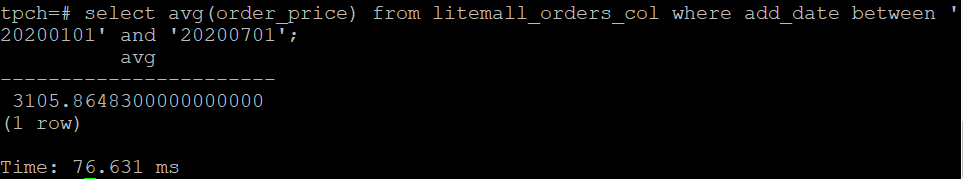 tpch=# select avg(order_price) from litemall_orders_col where add_date between '
20200101' and '20200701';
avg
-----------------------
3105.8648300000000000
(1 row)
Time: 76.631 ms